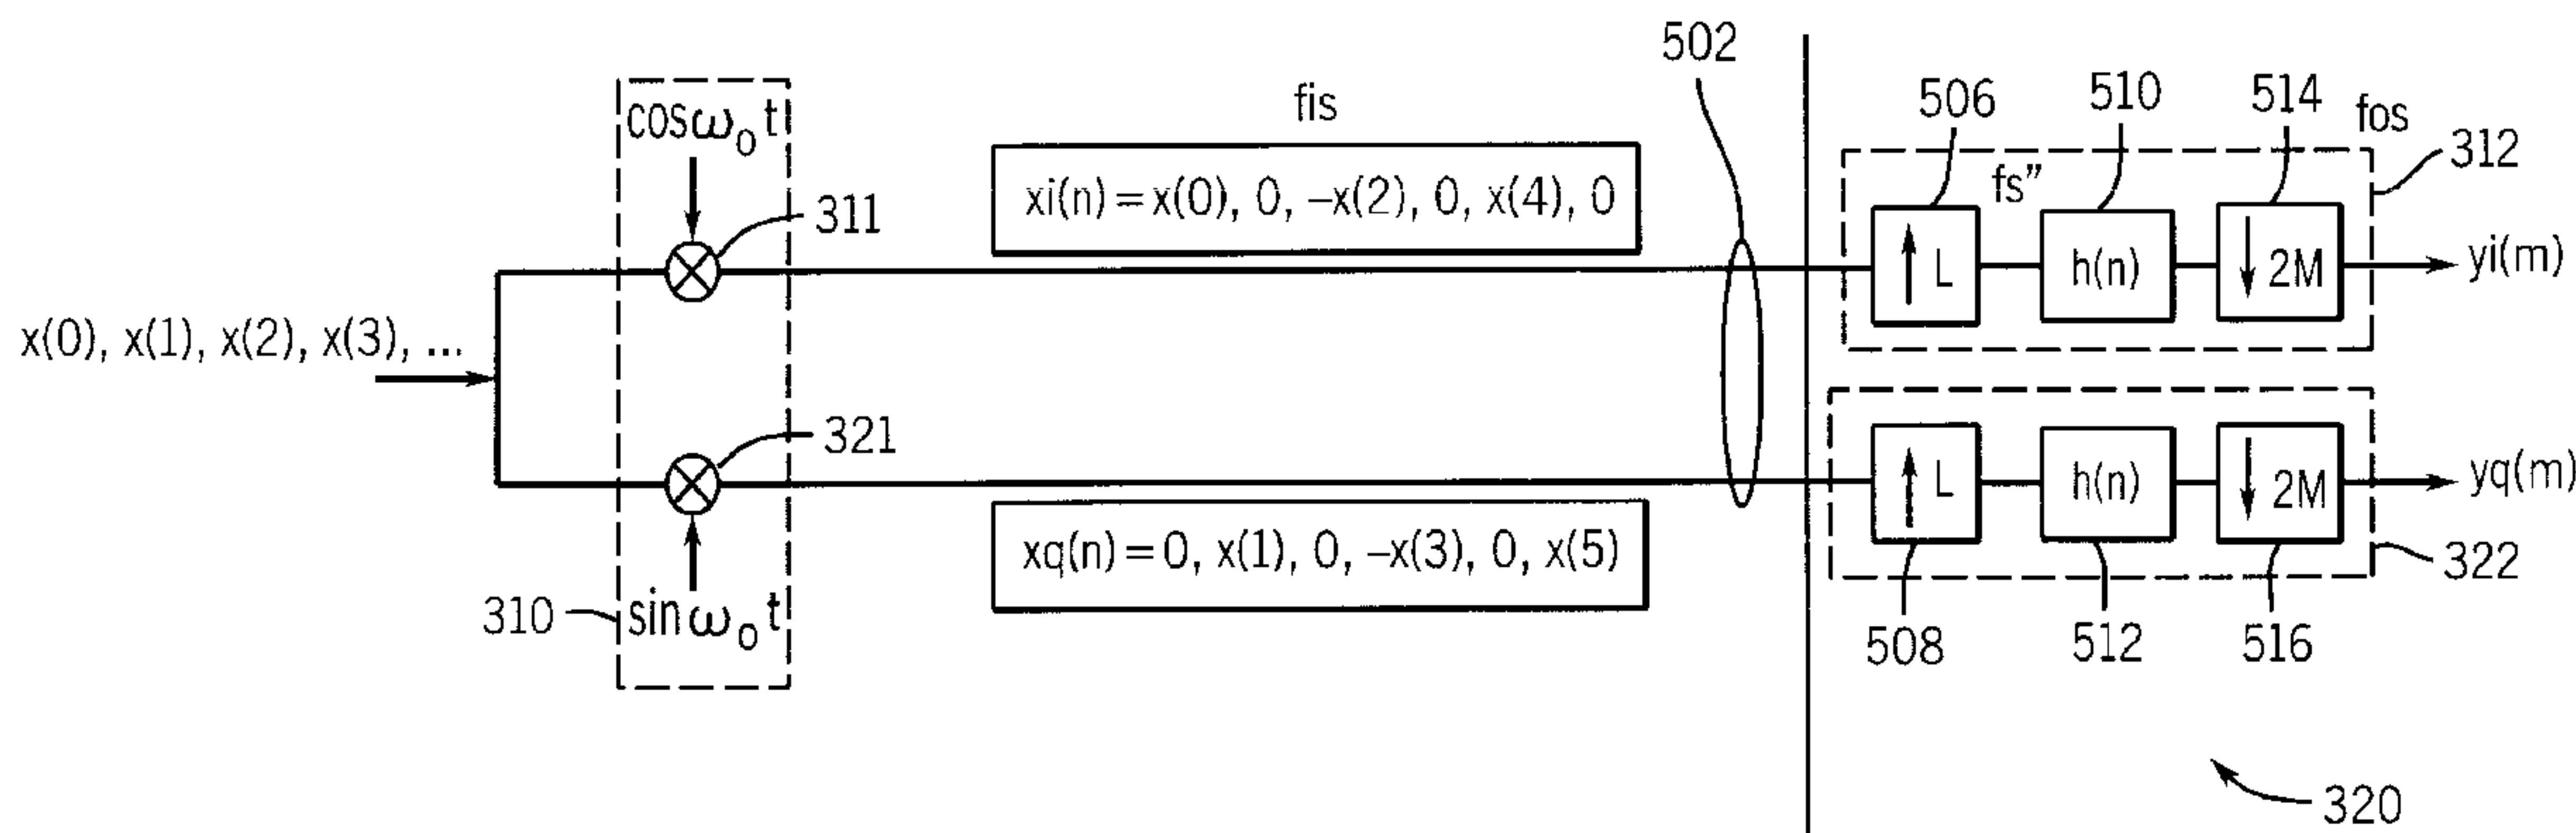 502
fis
506
510
514
fos
312
cosω₀t
311
xi(n) = x(0), 0, –x(2), 0, x(4), 0
fs”
↑ L
h(n)
↓ 2M
yi(m)
x(0), x(1), x(2), x(3), ...
321
xq(n) = 0, x(1), 0, –x(3), 0, x(5)
↑ L
h(n)
↓ 2M
yq(m)
310
sinω₀t
508
512
516
322
320